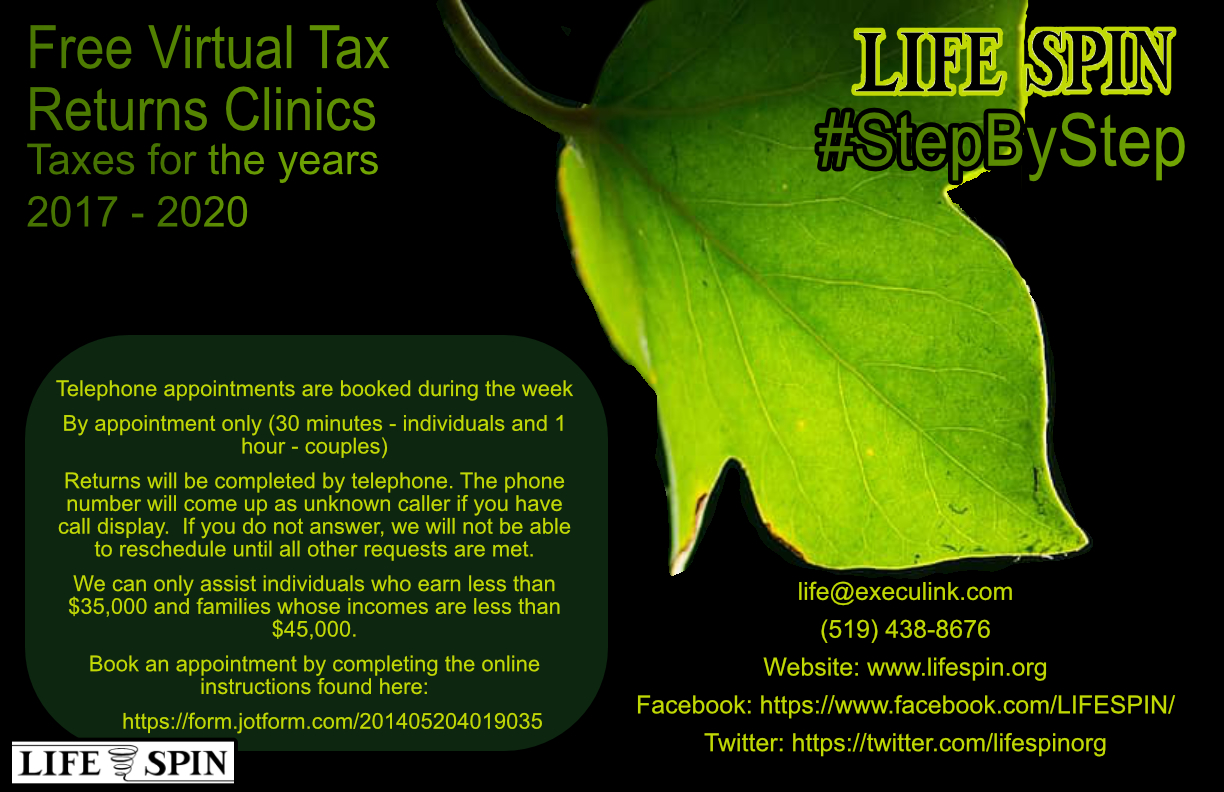 Free Virtual Tax
Returns Clinics
Taxes for the years
2017 - 2020
LIFE SPIN
#StepByStep
Telephone appointments are booked during the week
By appointment only (30 minutes - individuals and 1
hour - couples)
Returns will be completed by telephone. The phone
number will come up as unknown caller if you have
call display.  If you do not answer, we will not be able
to reschedule until all other requests are met.
We can only assist individuals who earn less than
$35,000 and families whose incomes are less than
$45,000.
Book an appointment by completing the online
instructions found here:
https://form.jotform.com/201405204019035
LIFE SPIN
life@execulink.com
(519) 438-8676
Website: www.lifespin.org
Facebook: https://www.facebook.com/LIFESPIN/
Twitter: https://twitter.com/lifespinorg